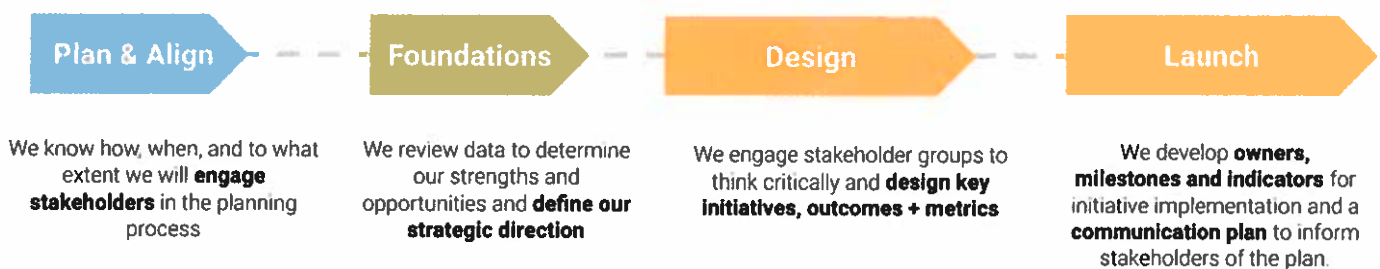 Plan & Align
Foundations
Design
Launch
We know how, when, and to what
extent we will engage
stakeholders in the planning
process
We review data to determine
our strengths and
opportunities and define our
strategic direction
We engage stakeholder groups to
think critically and design key
initiatives, outcomes + metrics
We develop owners,
milestones and indicators for
initiative implementation and a
communication plan to inform
stakeholders of the plan.